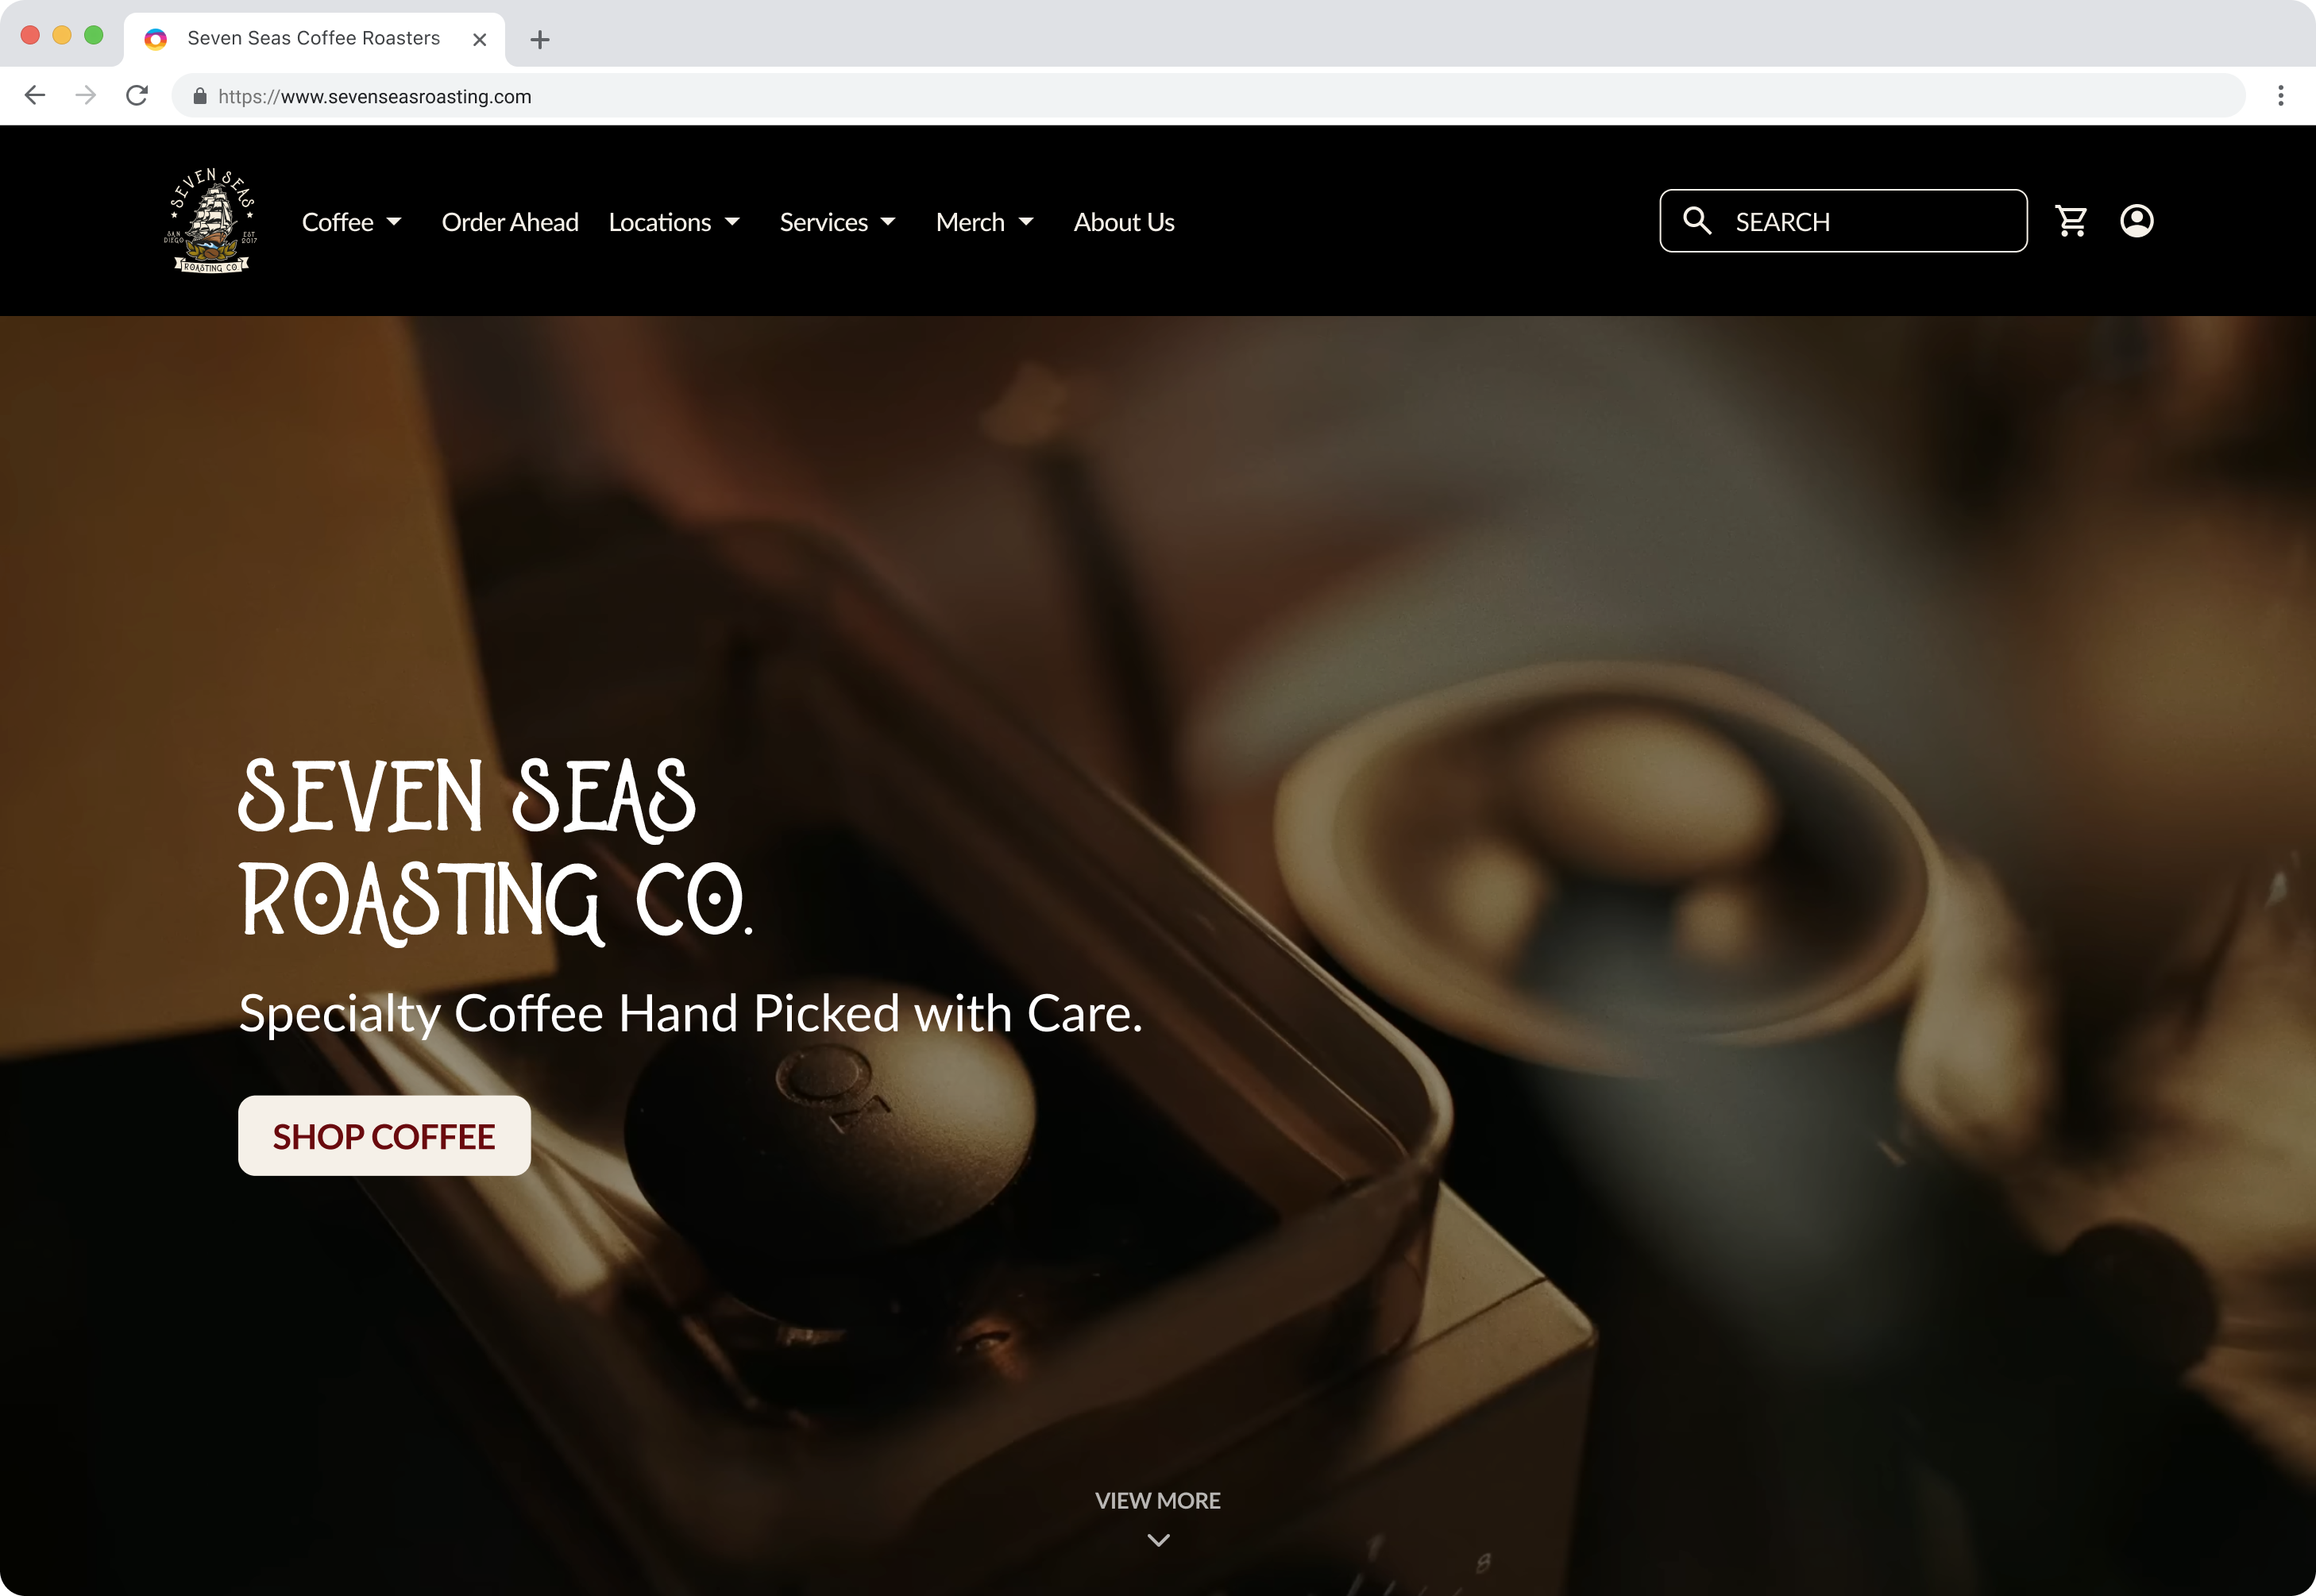 Seven Seas Coffee Roasters
https://www.sevenseasroasting.com
SEVEN SEAS
SAN DIEGO
EST 2017
ROASTING CO
Coffee
Order Ahead
Locations
Services
Merch
About Us
SEARCH
SEVEN SEAS
ROASTING CO.
Specialty Coffee Hand Picked with Care.
SHOP COFFEE
VIEW MORE
8